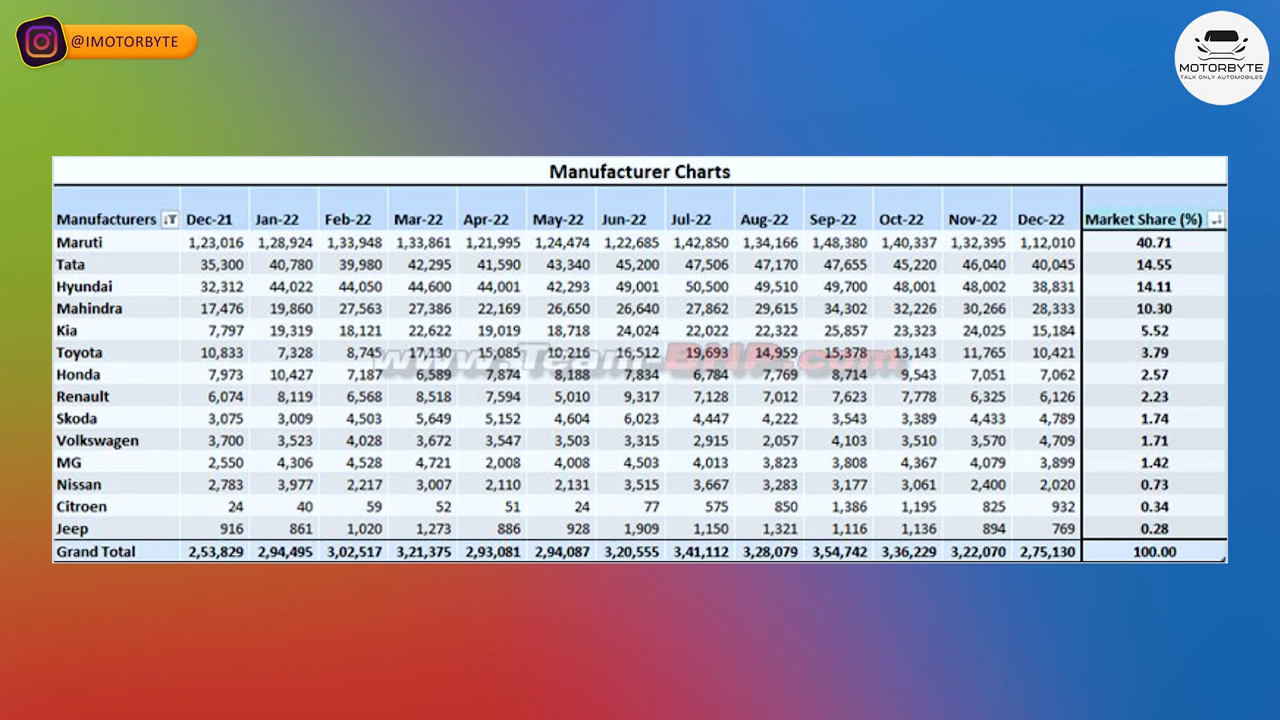 @IMOTORBYTE
MOTORBYTE
TALK ONLY AUTOMOBILES
Manufacturer Charts
Manufacturers Dec-21 Jan-22 Feb-22 Mar-22 Apr-22 May-22 Jun-22 Jul-22 Aug-22 Sep-22 Oct-22 Nov-22 Dec-22 Market Share (%)
Maruti 1,23,016 1,28,924 1,33,948 1,33,861 1,21,995 1,24,474 1,22,685 1,42,850 1,34,166 1,48,380 1,40,337 1,32,395 1,12,010 40.71
Tata 35,300 40,780 39,980 42,295 41,590 43,340 45,200 47,506 47,170 47,655 45,220 46,040 40,045 14.55
Hyundai 32,312 44,022 44,050 44,600 44,001 42,293 49,001 50,500 49,510 49,700 48,001 48,002 38,831 14.11
Mahindra 17,476 19,860 27,563 27,386 22,169 26,650 26,640 27,862 29,615 34,302 32,226 30,266 28,333 10.30
Kia 7,797 19,319 18,121 22,622 19,019 18,718 24,024 22,022 22,322 25,857 23,323 24,025 15,184 5.52
Toyota 10,833 7,328 8,745 17,130 15,085 10,216 16,512 19,693 14,959 15,378 13,143 11,765 10,421 3.79
www.Team-BHP.com
Honda 7,973 10,427 7,187 6,589 7,874 8,188 7,834 6,784 7,769 8,714 9,543 7,051 7,062 2.57
Renault 6,074 8,119 6,568 8,518 7,594 5,010 9,317 7,128 7,012 7,623 7,778 6,325 6,126 2.23
Skoda 3,075 3,009 4,503 5,649 5,152 4,604 6,023 4,447 4,222 3,543 3,389 4,433 4,789 1.74
Volkswagen 3,700 3,523 4,028 3,672 3,547 3,503 3,315 2,915 2,057 4,103 3,510 3,570 4,709 1.71
MG 2,550 4,306 4,528 4,721 2,008 4,008 4,503 4,013 3,823 3,808 4,367 4,079 3,899 1.42
Nissan 2,783 3,977 2,217 3,007 2,110 2,131 3,515 3,667 3,283 3,177 3,061 2,400 2,020 0.73
Citroen 24 40 59 52 51 24 77 575 850 1,386 1,195 825 932 0.34
Jeep 916 861 1,020 1,273 886 928 1,909 1,150 1,321 1,116 1,136 894 769 0.28
Grand Total 2,53,829 2,94,495 3,02,517 3,21,375 2,93,081 2,94,087 3,20,555 3,41,112 3,28,079 3,54,742 3,36,229 3,22,070 2,75,130 100.00